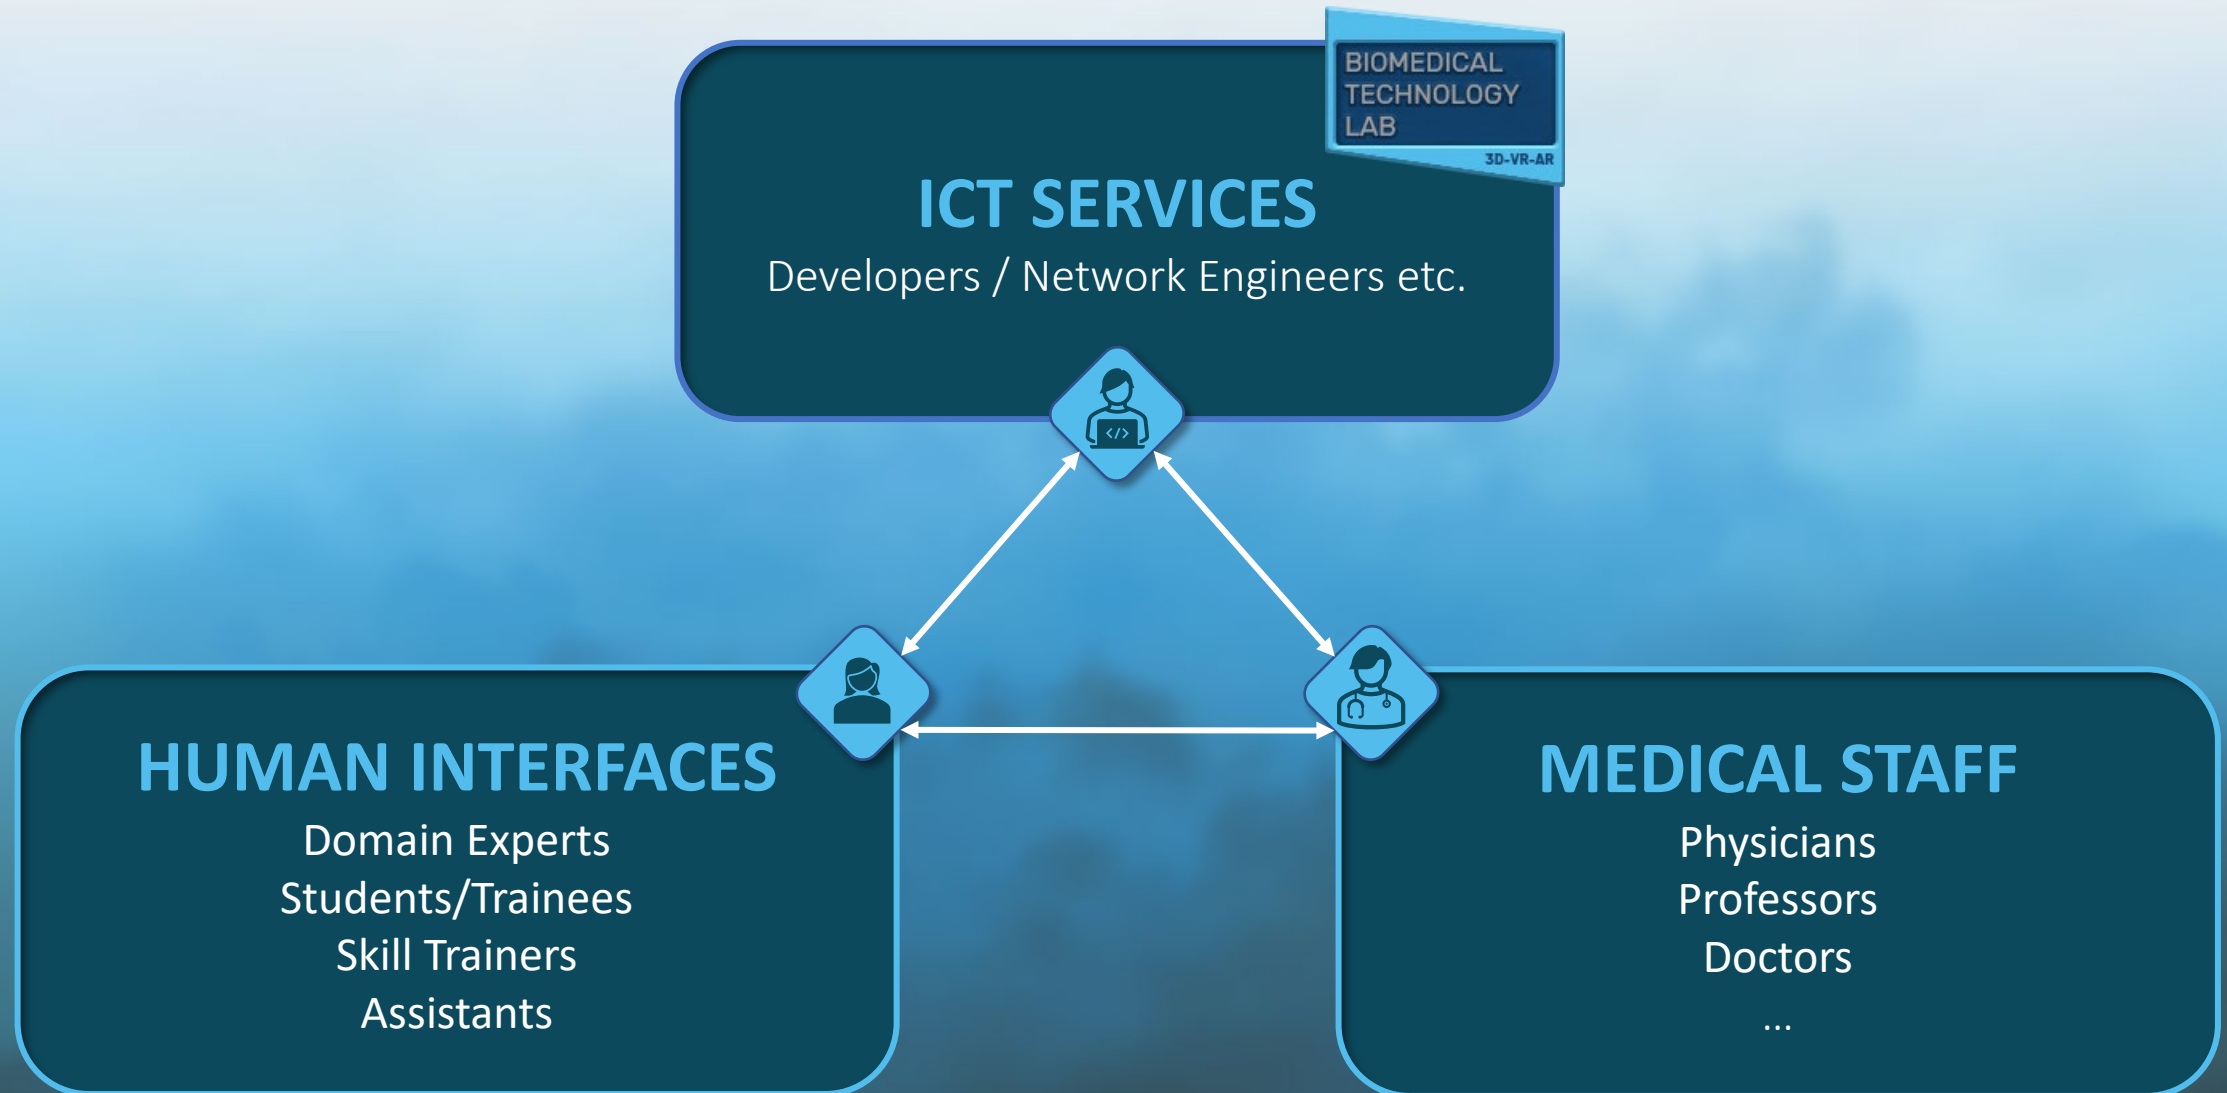 BIOMEDICAL
TECHNOLOGY
LAB
3D-VR-AR
ICT SERVICES
Developers / Network Engineers etc.
</>
HUMAN INTERFACES
Domain Experts
Students/Trainees
Skill Trainers
Assistants
MEDICAL STAFF
Physicians
Professors
Doctors
...